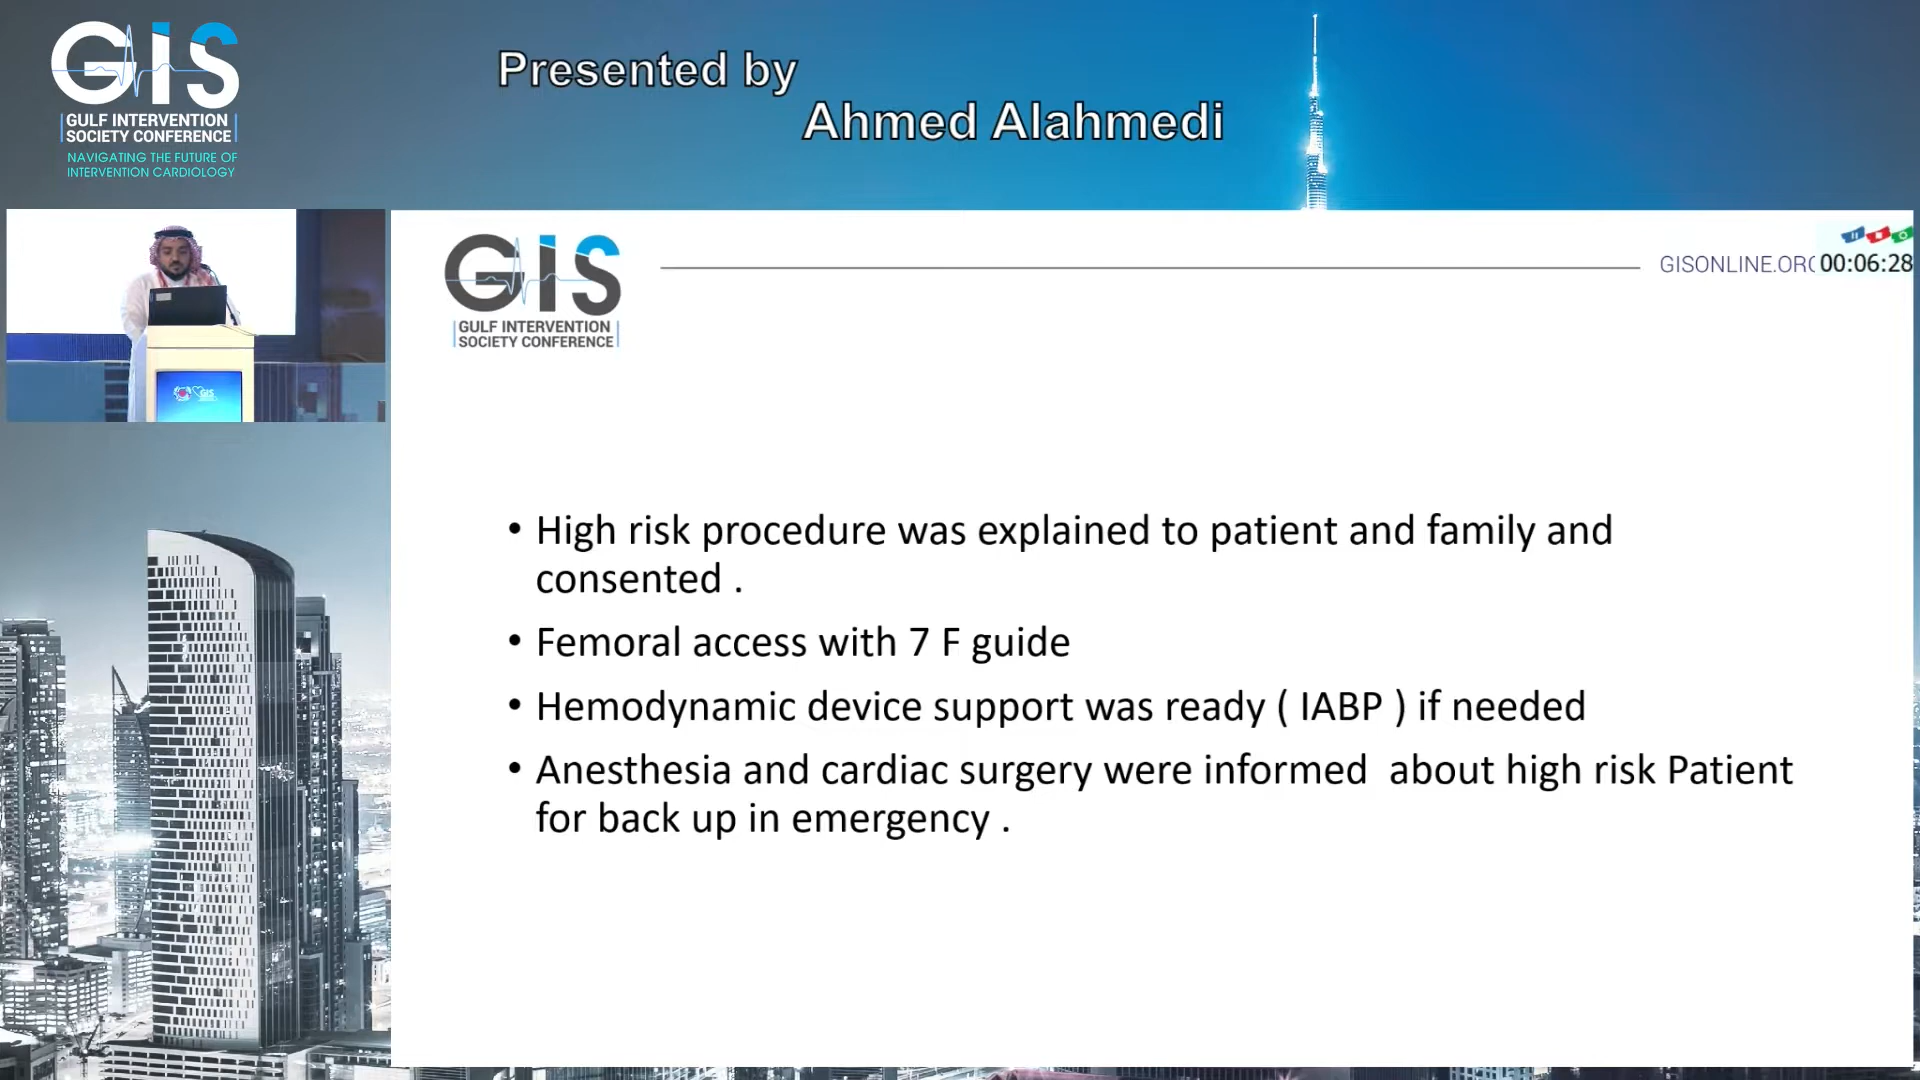 GIS
GULF INTERVENTION
SOCIETY CONFERENCE
NAVIGATING THE FUTURE OF
INTERVENTION CARDIOLOGY
Presented by
Ahmed Alahmedi
GIS
GULF INTERVENTION
SOCIETY CONFERENCE
GISONLINE.ORG
00:06:28
• High risk procedure was explained to patient and family and
consented .
• Femoral access with 7 F guide
• Hemodynamic device support was ready ( IABP ) if needed
• Anesthesia and cardiac surgery were informed  about high risk Patient
for back up in emergency .
GIS